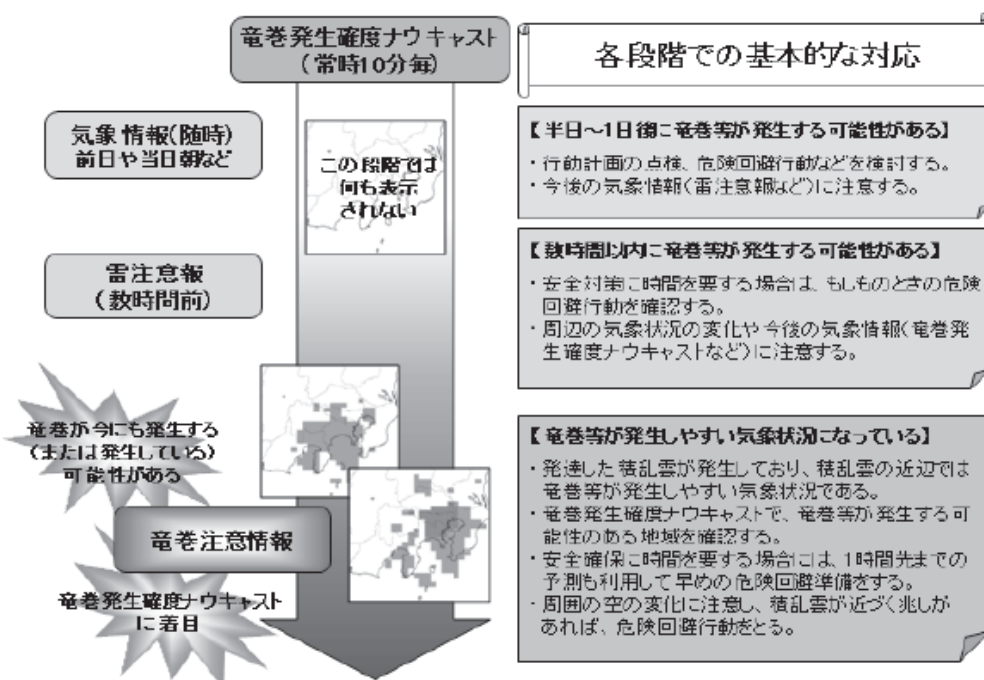 竜巻発生確度ナウキャスト
(常時10分毎)
各段階での基本的な対応
気象情報(随時)
前日や当日朝など
この段階では
何も表示
されない
【半日～1日後に竜巻等が発生する可能性がある】
・行動計画の点検、危険回避行動などを検討する。
・今後の気象情報(雷注意報など)に注意する。
雷注意報
(数時間前)
【数時間以内に竜巻等が発生する可能性がある】
・安全対策に時間を要する場合は、もしものときの危険
回避行動を確認する。
・周辺の気象状況の変化や今後の気象情報(竜巻発
生確度ナウキャストなど)に注意する。
竜巻が今にも発生する
(または発生している)
可能性がある
竜巻注意情報
竜巻発生確度ナウキャスト
に着目
【竜巻等が発生しやすい気象状況になっている】
・発達した積乱雲が発生しており、積乱雲の近辺では
竜巻等が発生しやすい気象状況である。
・竜巻発生確度ナウキャストで、竜巻等が発生する可
能性のある地域を確認する。
・安全確保に時間を要する場合には、1時間先までの
予測も利用して早めの危険回避準備をする。
・周囲の空の変化に注意し、積乱雲が近づく兆しが
あれば、危険回避行動をとる。